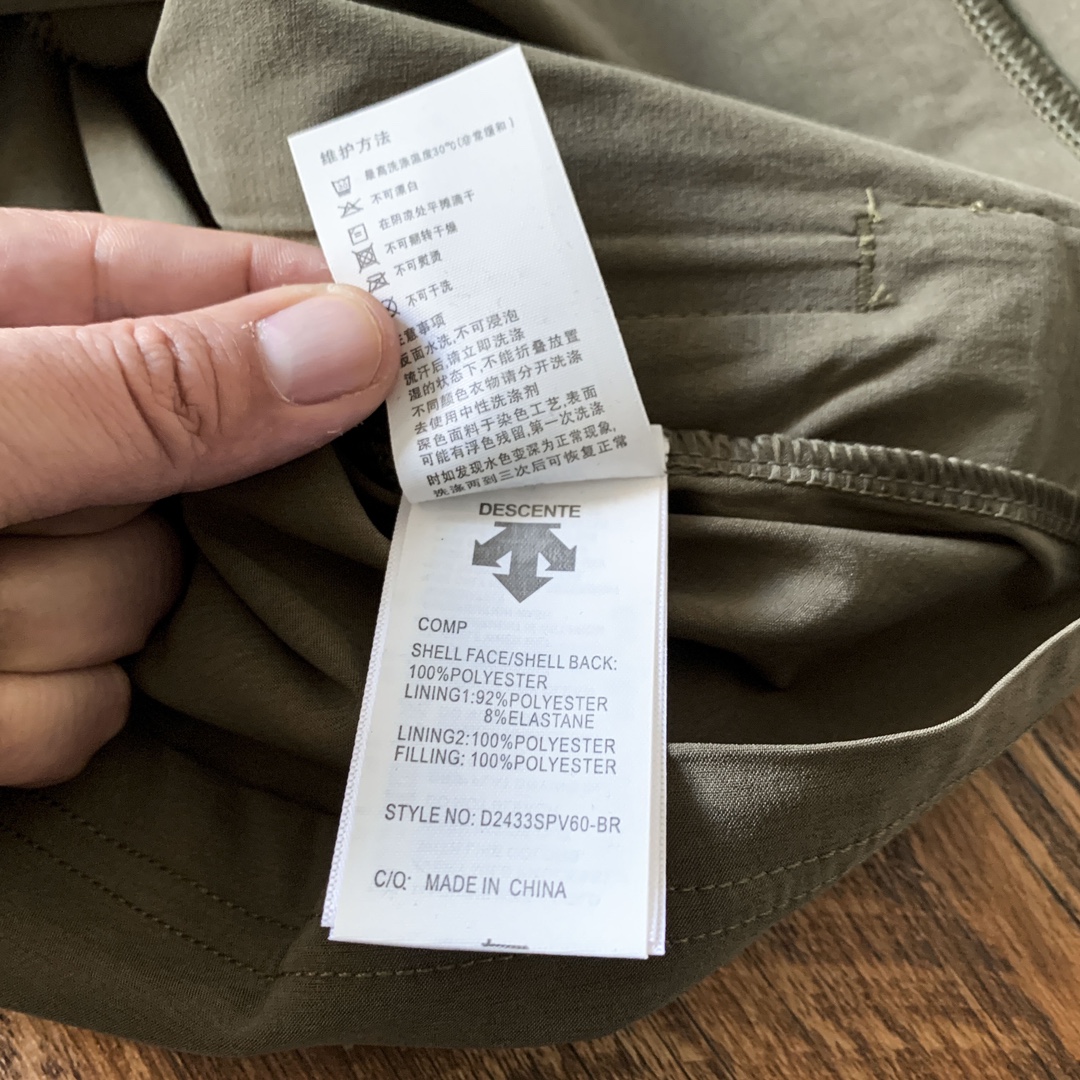 维护方法
最高洗涤温度30℃(非常缓和)
不可漂白
在阴凉处平摊滴干
不可翻转干燥
不可熨烫
不可干洗
注意事项
反面水洗,不可浸泡
流汗后,请立即洗涤
湿的状态下,不能折叠放置
不同颜色衣物请分开洗涤
去使用中性洗涤剂
深色面料于染色工艺,表面
可能有浮色残留,第一次洗涤
时如发现水色变深为正常现象,
洗涤两到三次后可恢复正常
DESCENTE
COMP
SHELL FACE/SHELL BACK:
100%POLYESTER
LINING1:92%POLYESTER
8%ELASTANE
LINING2:100%POLYESTER
FILLING: 100%POLYESTER
STYLE NO: D2433SPV60-BR
C/O: MADE IN CHINA